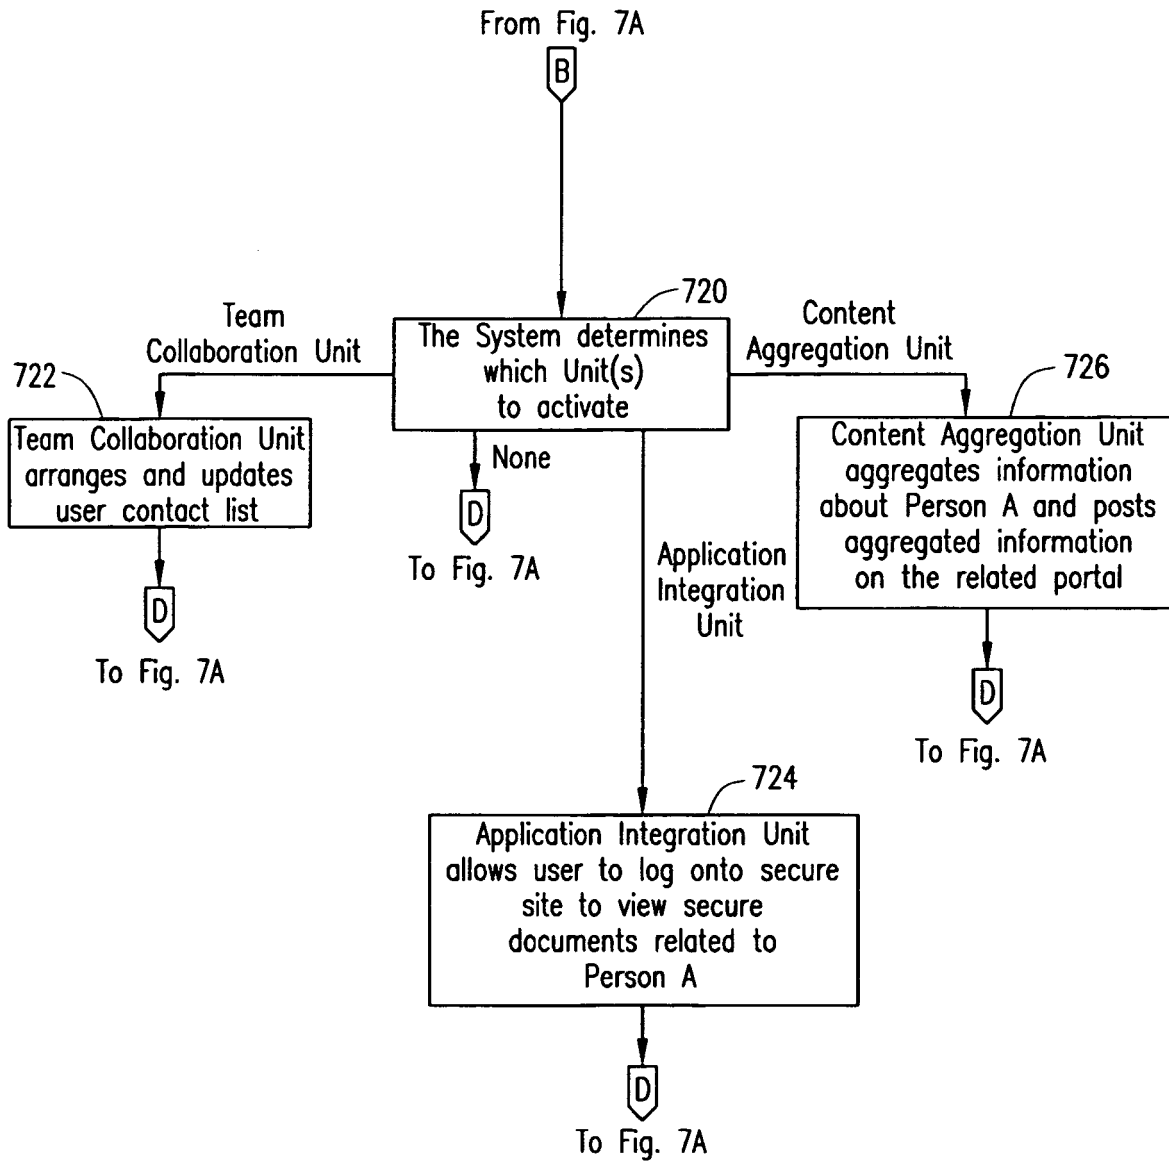 From Fig. 7A
B
720
Team
Collaboration Unit
The System determines
which Unit(s)
to activate
Content
Aggregation Unit
722
Team Collaboration Unit
arranges and updates
user contact list
D
To Fig. 7A
None
D
To Fig. 7A
Application
Integration
Unit
726
Content Aggregation Unit
aggregates information
about Person A and posts
aggregated information
on the related portal
D
To Fig. 7A
724
Application Integration Unit
allows user to log onto secure
site to view secure
documents related to
Person A
D
To Fig. 7A